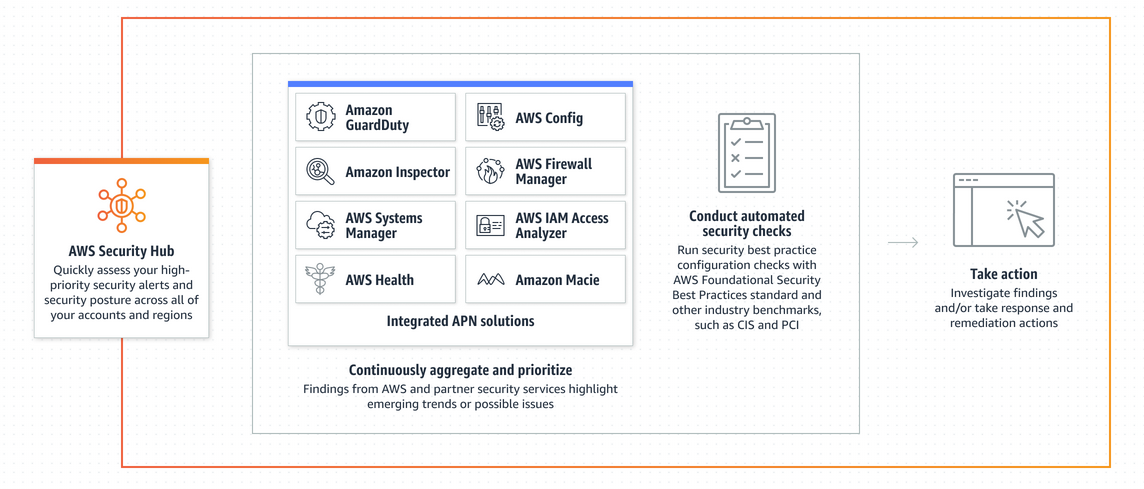 AWS Security Hub
Quickly assess your high-
priority security alerts and
security posture across all of
your accounts and regions
Amazon
GuardDuty
AWS Config
Amazon Inspector
AWS Firewall
Manager
AWS Systems
Manager
AWS IAM Access
Analyzer
AWS Health
Amazon Macie
Integrated APN solutions
Continuously aggregate and prioritize
Findings from AWS and partner security services highlight
emerging trends or possible issues
Conduct automated
security checks
Run security best practice
configuration checks with
AWS Foundational Security
Best Practices standard and
other industry benchmarks,
such as CIS and PCI
Take action
Investigate findings
and/or take response and
remediation actions